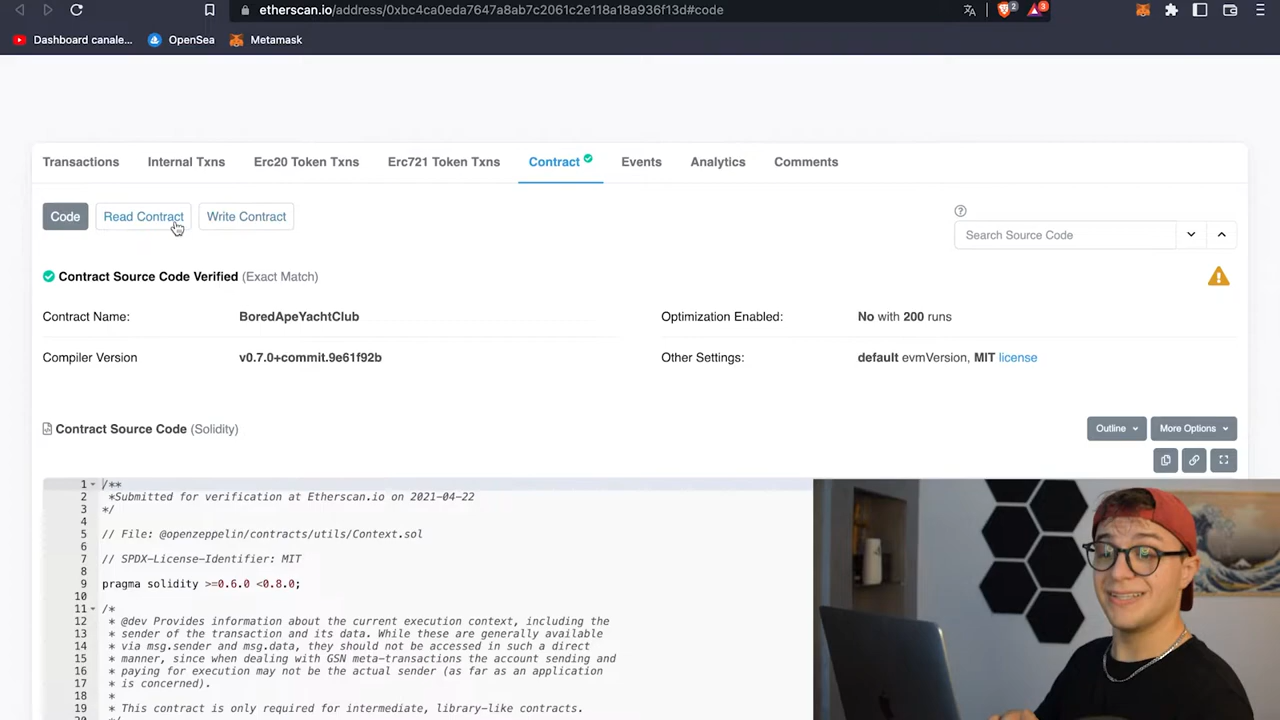 etherscan.io/address/0xbc4ca0eda7647a8ab7c2061c2e118a18a936f13d#code
2
3
Dashboard canale...
OpenSea
Metamask
Transactions
Internal Txns
Erc20 Token Txns
Erc721 Token Txns
Contract
Events
Analytics
Comments
Code
Read Contract
Write Contract
Search Source Code
Contract Source Code Verified (Exact Match)
Contract Name:
BoredApeYachtClub
Optimization Enabled:
No with 200 runs
Compiler Version
v0.7.0+commit.9e61f92b
Other Settings:
default evmVersion, MIT license
Contract Source Code (Solidity)
Outline
More Options
1 /**
2 *Submitted for verification at Etherscan.io on 2021-04-22
3 */
4
5 // File: @openzeppelin/contracts/utils/Context.sol
6
7 // SPDX-License-Identifier: MIT
8
9 pragma solidity >=0.6.0 <0.8.0;
10
11 /*
12 * @dev Provides information about the current execution context, including the
13 * sender of the transaction and its data. While these are generally available
14 * via msg.sender and msg.data, they should not be accessed in such a direct
15 * manner, since when dealing with GSN meta-transactions the account sending and
16 * paying for execution may not be the actual sender (as far as an application
17 * is concerned).
18 *
19 * This contract is only required for intermediate, library-like contracts.
20 */